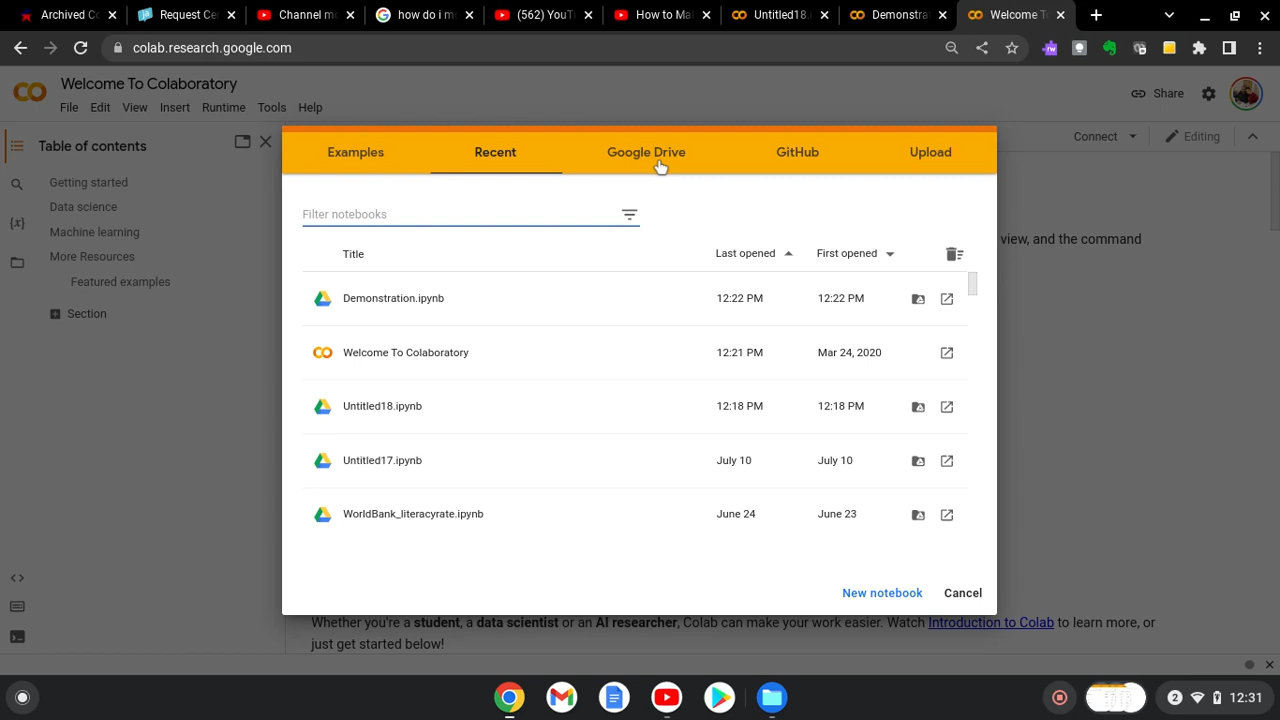 Archived Co
Request Ce
Channel m
how do i m
(562) YouT
How to Ma
Untitled18.i
Demonstra
Welcome To
colab.research.google.com
Welcome To Colaboratory
File Edit View Insert Runtime Tools Help
Share
Table of contents
Connect
Editing
Getting started
Data science
Machine learning
More Resources
Featured examples
Section
Examples
Recent
Google Drive
GitHub
Upload
Filter notebooks
Title Last opened First opened
Demonstration.ipynb 12:22 PM 12:22 PM
Welcome To Colaboratory 12:21 PM Mar 24, 2020
Untitled18.ipynb 12:18 PM 12:18 PM
Untitled17.ipynb July 10 July 10
WorldBank_literacyrate.ipynb June 24 June 23
New notebook Cancel
view, and the command
Whether you're a student, a data scientist or an AI researcher, Colab can make your work easier. Watch Introduction to Colab to learn more, or
just get started below!
2 12:31